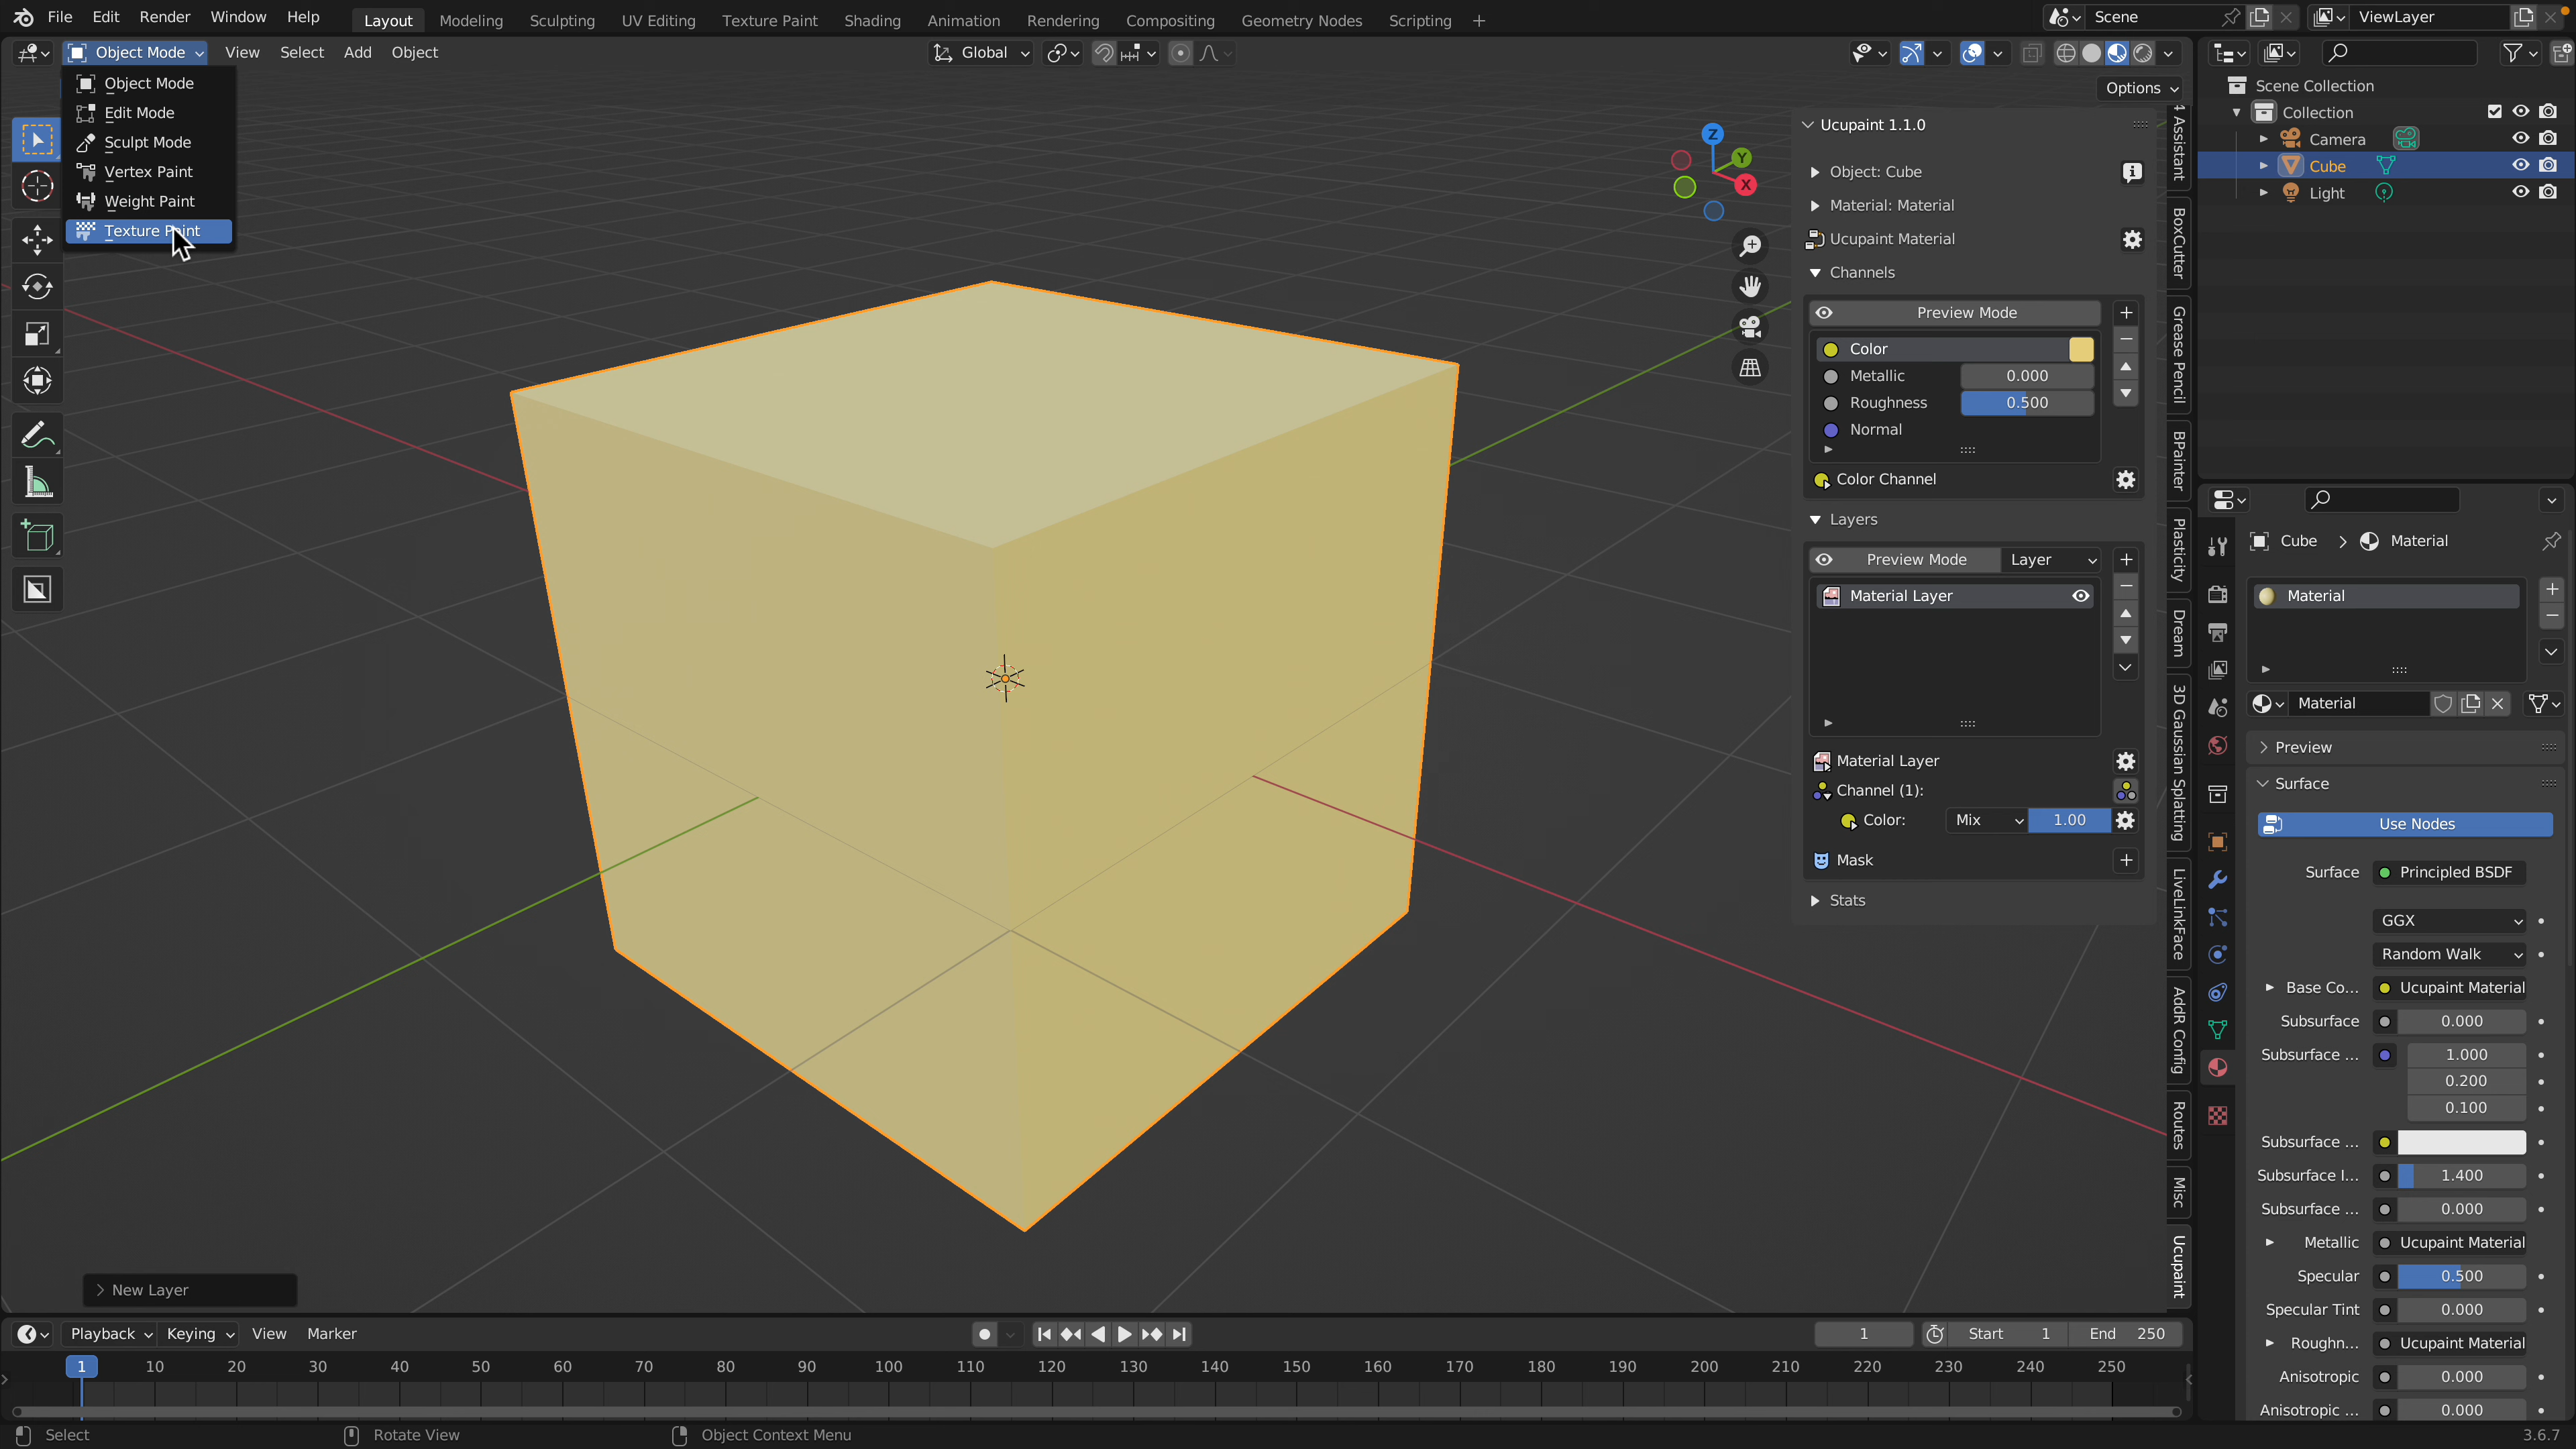 File Edit Render Window Help Layout Modeling Sculpting UV Editing Texture Paint Shading Animation Rendering Compositing Geometry Nodes Scripting + Scene ViewLayer
Object Mode View Select Add Object Global
Options
Object Mode
Edit Mode
Sculpt Mode
Vertex Paint
Weight Paint
Z
Y
X
Ucupaint 1.1.0
Object: Cube
Material: Material
Ucupaint Material
Channels
Preview Mode
Color
Metallic 0.000
Roughness 0.500
Normal
Color Channel
Layers
Preview Mode Layer
Material Layer
Material Layer
Channel (1):
Color: Mix 1.00
Mask
Stats
Assistant
BoxCutter
Grease Pencil
BPainter
Plasticity
Dream
3D Gaussian Splatting
LiveLinkFace
AddR Config
Routes
Misc
Ucupaint
Scene Collection
Collection
Camera
Cube
Light
Cube > Material
Material
Material
Preview
Surface
Use Nodes
Surface Principled BSDF
GGX
Random Walk
Base Co... Ucupaint Material
Subsurface 0.000
Subsurface ... 1.000
0.200
0.100
Subsurface ...
Subsurface I... 1.400
Subsurface ... 0.000
Metallic Ucupaint Material
Specular 0.500
Specular Tint 0.000
Roughn... Ucupaint Material
Anisotropic 0.000
Anisotropic ... 0.000
New Layer
Playback Keying View Marker 1 Start 1 End 250
1 10 20 30 40 50 60 70 80 90 100 110 120 130 140 150 160 170 180 190 200 210 220 230 240 250
Select Rotate View Object Context Menu 3.6.7